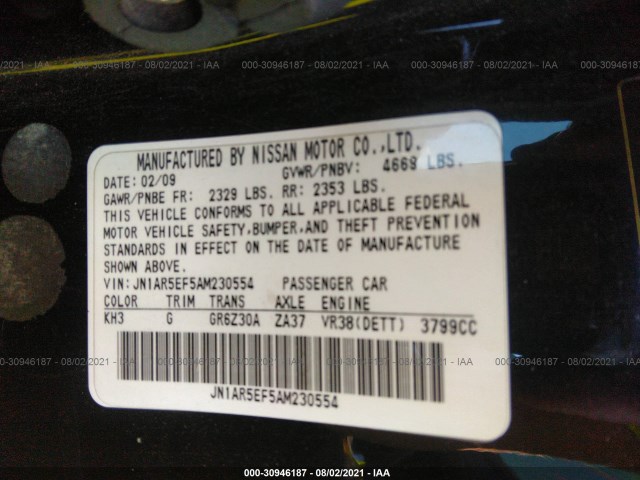 000-30946187 - 08/02/2021 - IAA
000-30946187 - 08/02/2021 - IAA
MANUFACTURED BY NISSAN MOTOR CO.,LTD.
DATE: 02/09 GVWR/PNBV: 4669 LBS.
GAWR/PNBE FR: 2329 LBS. RR: 2353 LBS.
THIS VEHICLE CONFORMS TO ALL APPLICABLE FEDERAL
MOTOR VEHICLE SAFETY,BUMPER,AND THEFT PREVENTION
STANDARDS IN EFFECT ON THE DATE OF MANUFACTURE
SHOWN ABOVE.
VIN: JN1AR5EF5AM230554 PASSENGER CAR
COLOR TRIM TRANS AXLE ENGINE
KH3 G GR6Z30A ZA37 VR38(DETT) 3799CC
JN1AR5EF5AM230554
000-30946187 - 08/02/2021 - IAA
000-30946187 - 08/02/2021 - IAA
000-30946187 - 08/02/2021 - IAA